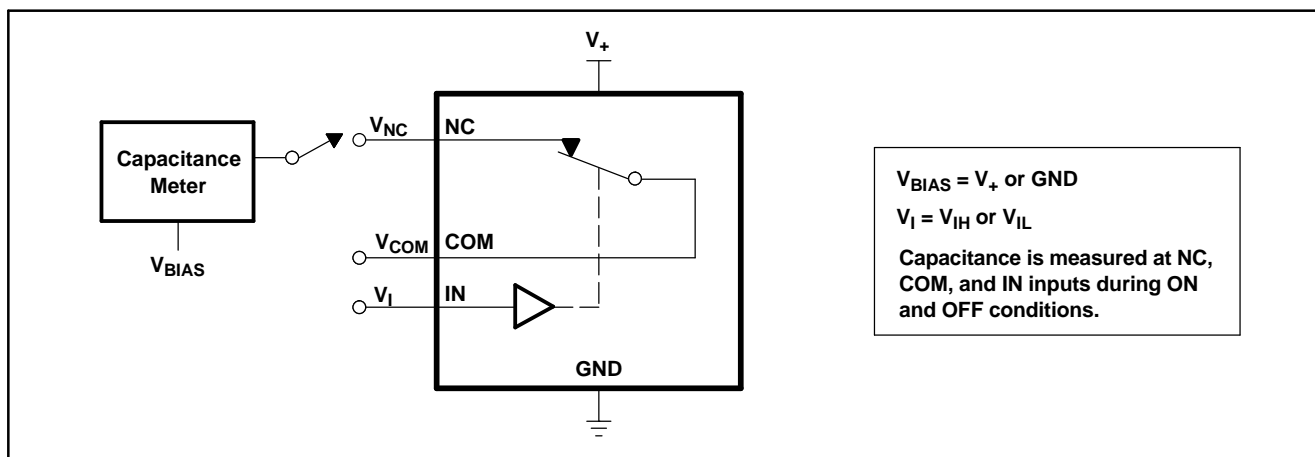 V+
VNC
NC
Capacitance
Meter
VBIAS
VCOM
COM
VI
IN
GND
VBIAS = V+ or GND
VI = VIH or VIL
Capacitance is measured at NC,
COM, and IN inputs during ON
and OFF conditions.